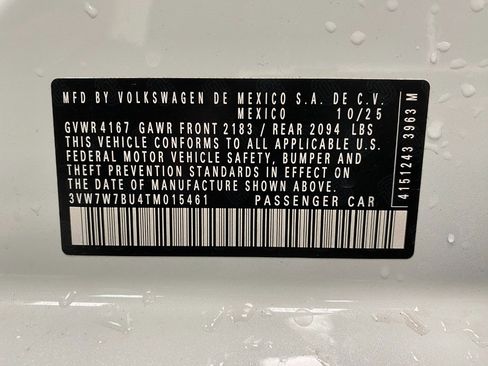 MFD BY VOLKSWAGEN DE MEXICO S.A. DE C.V.
MEXICO 10/25
GVWR 4167 GAWR FRONT 2183 / REAR 2094 LBS
THIS VEHICLE CONFORMS TO ALL APPLICABLE U.S.
FEDERAL MOTOR VEHICLE SAFETY, BUMPER AND
THEFT PREVENTION STANDARDS IN EFFECT ON
THE DATE OF MANUFACTURE SHOWN ABOVE.
3VW7W7BU4TM015461 PASSENGER CAR
4151243 3963 M